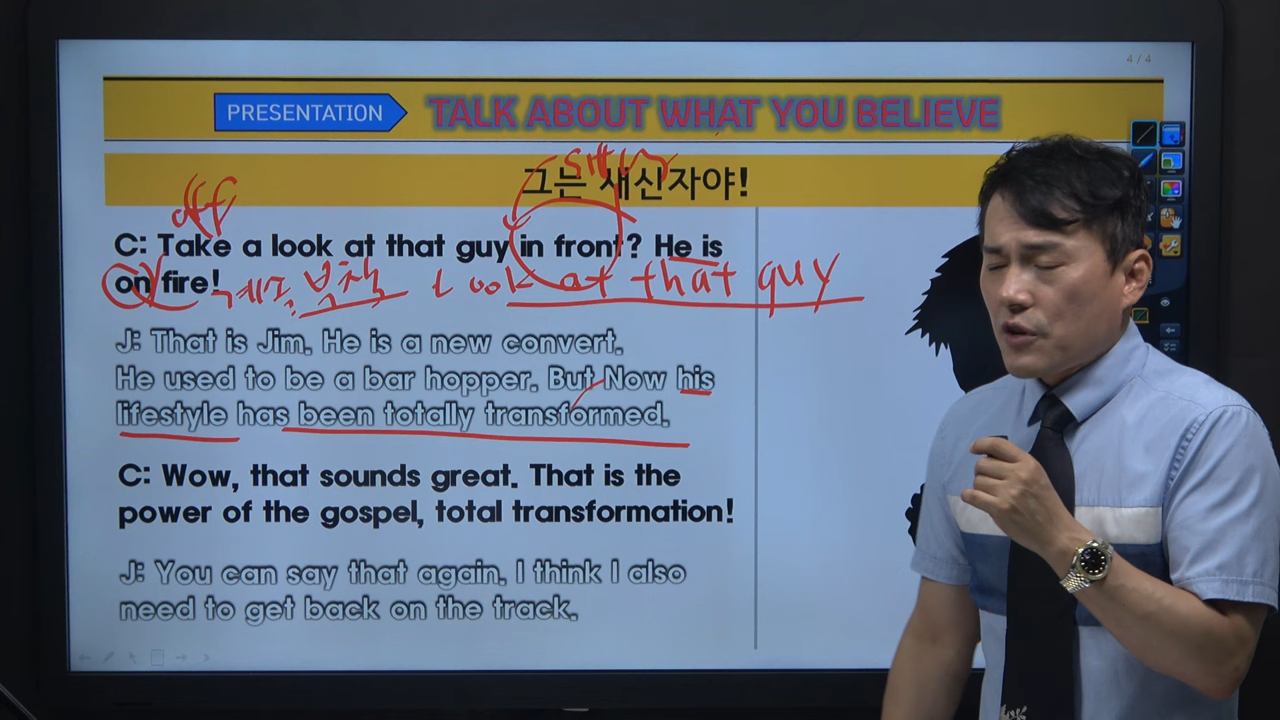 4 / 4
PRESENTATION
TALK ABOUT WHAT YOU BELIEVE
그는 새신자야!
off
C: Take a look at that guy in front? He is
on fire!
부착 Look at that guy
J: That is Jim. He is a new convert.
He used to be a bar hopper. But Now his
lifestyle has been totally transformed.
C: Wow, that sounds great. That is the
power of the gospel, total transformation!
J: You can say that again. I think I also
need to get back on the track.